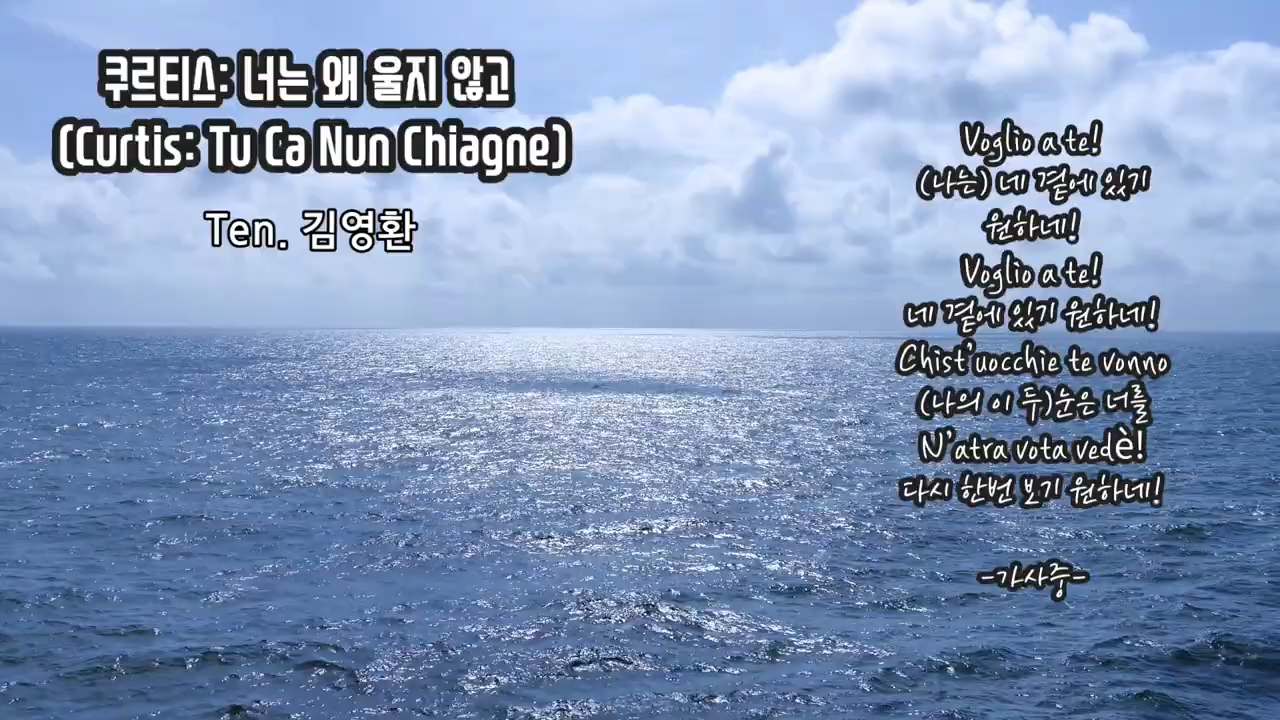 쿠르티스: 너는 왜 울지 않고
(Curtis: Tu Ca Nun Chiagne)
Ten. 김영환
Voglio a te!
(나는) 네 곁에 있기
원하네!
Voglio a te!
네 곁에 있기 원하네!
Chist'uocchie te vonno
(나의 이 두)눈은 너를
N'atra vota vedè!
다시 한번 보기 원하네!
-가사중-